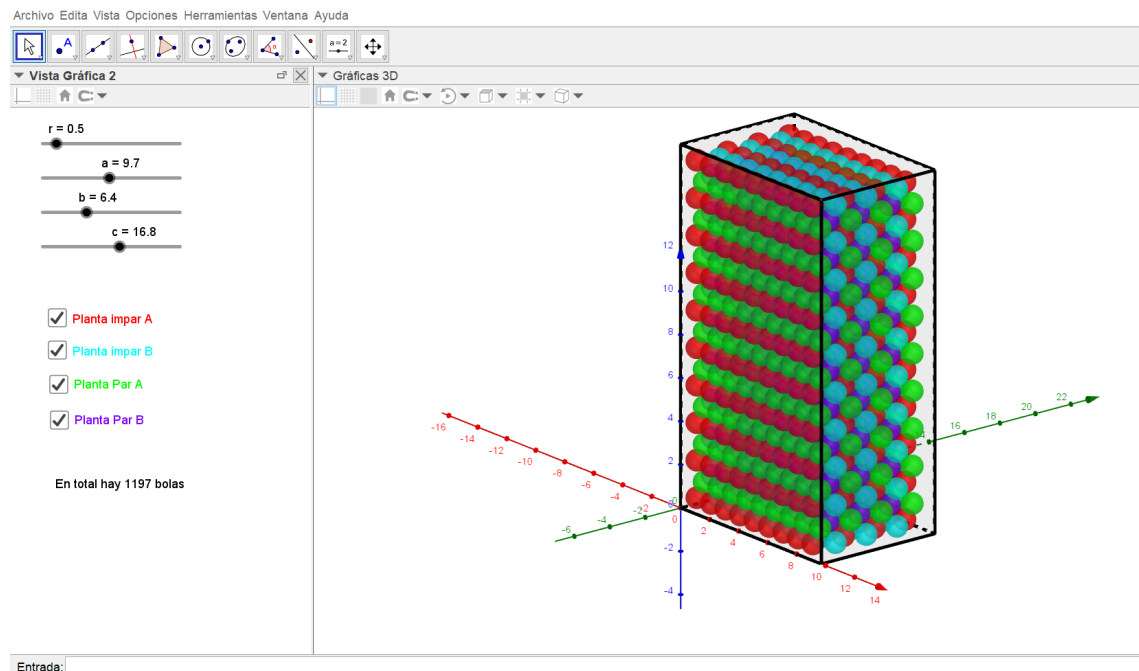 Archivo Edita Vista Opciones Herramientas Ventana Ayuda
A
α
a=2
Vista Gráfica 2
Gráficas 3D
r = 0.5
a = 9.7
b = 6.4
c = 16.8
Planta impar A
Planta impar B
Planta Par A
Planta Par B
En total hay 1197 bolas
12
10
8
6
4
2
0
-2
-4
-16
-14
-12
-10
-8
-6
-4
-2
0
2
4
6
8
10
12
14
-6
-4
-2
0
16
18
20
22
Entrada: